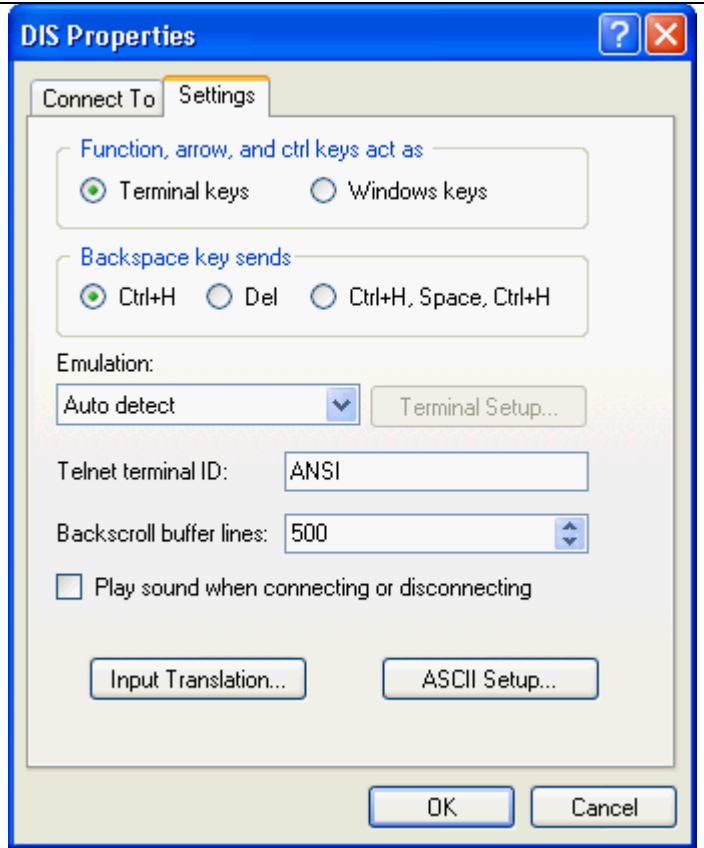 DIS Properties
Connect To Settings
Function, arrow, and ctrl keys act as
Terminal keys Windows keys
Backspace key sends
Ctrl+H Del Ctrl+H, Space, Ctrl+H
Emulation:
Auto detect Terminal Setup...
Telnet terminal ID: ANSI
Backscroll buffer lines: 500
Play sound when connecting or disconnecting
Input Translation... ASCII Setup...
OK Cancel